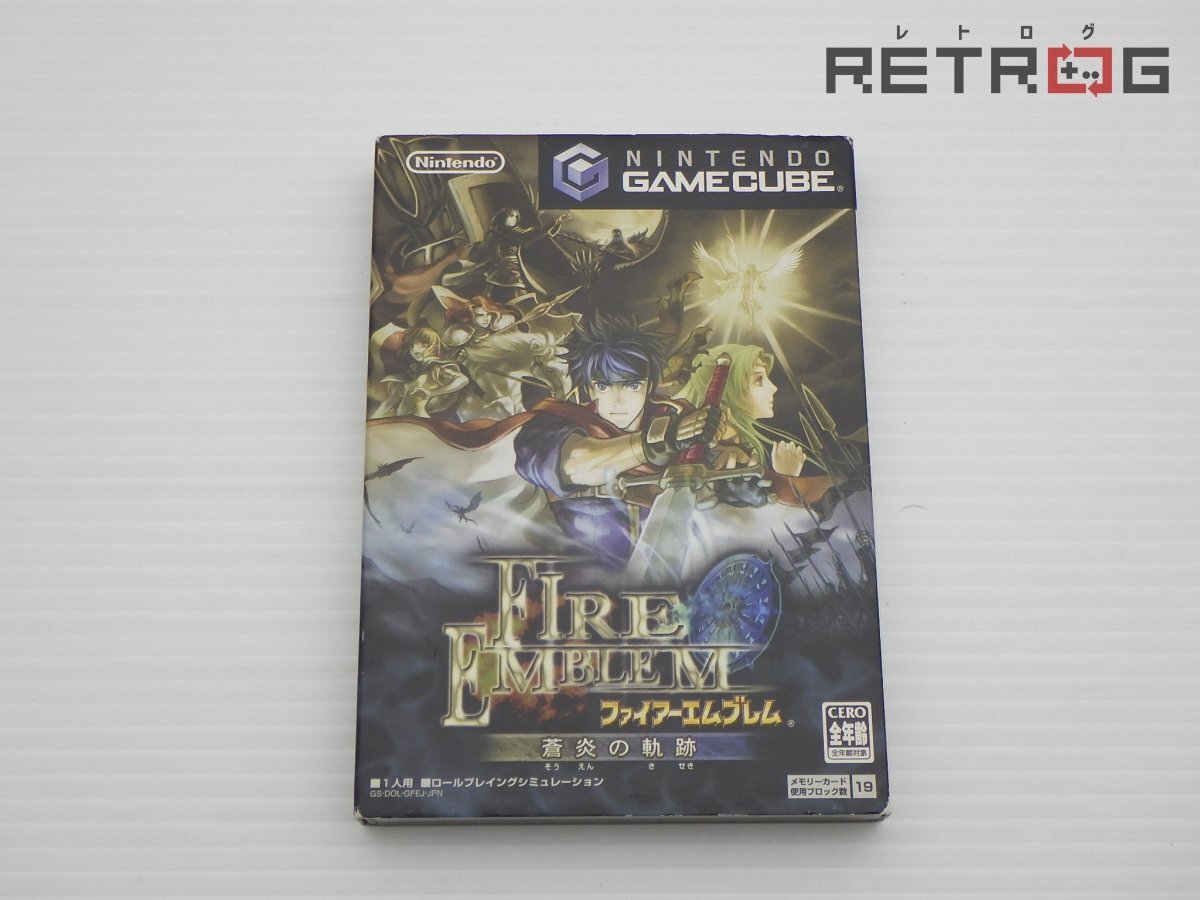 レトログ
RETROG
Nintendo
NINTENDO
GAMECUBE®
FIRE
EMBLEM
ファイアーエムブレム®
蒼炎の軌跡
そうえん きせき
CERO
全年齢
全年齢対象
■1人用 ■ロールプレイングシミュレーション
GS-DOL-GFEJ-JPN
メモリーカード
使用ブロック数 19